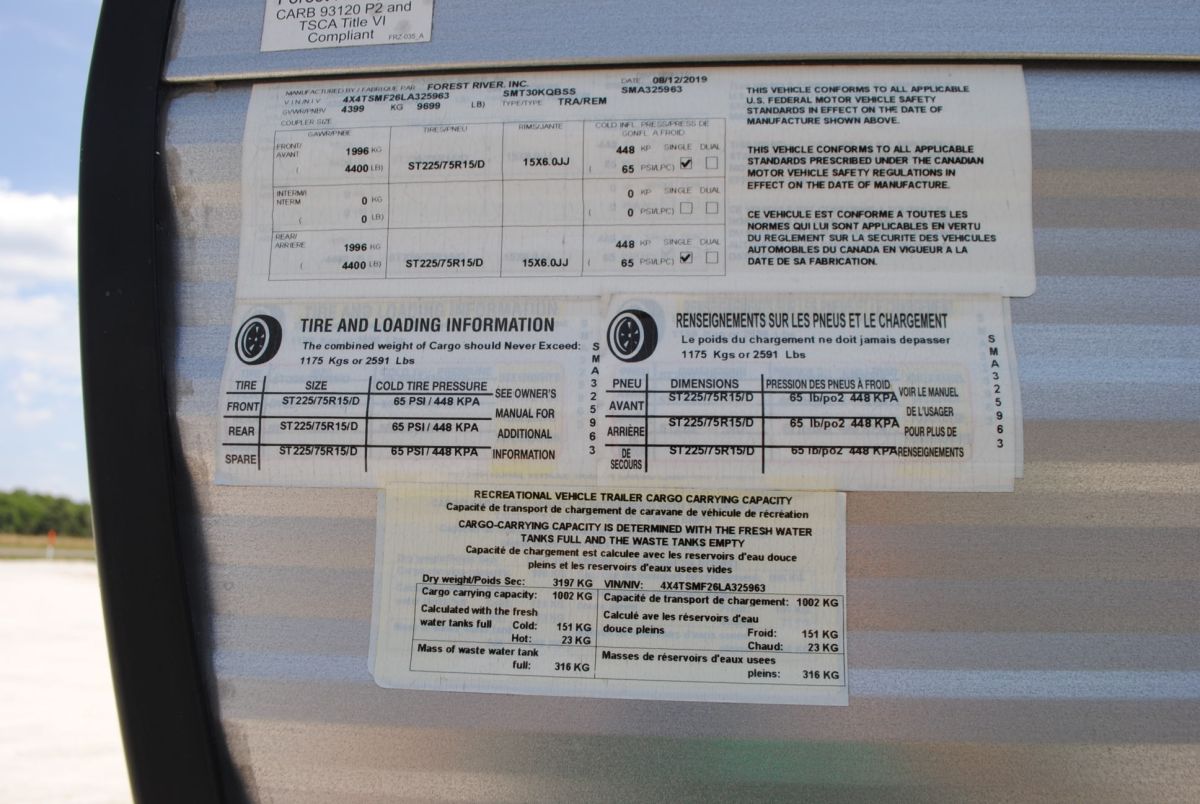 CARB 93120 P2 and
TSCA Title VI
Compliant
FRZ-035_A
MANUFACTURED BY / FABRIQUE PAR FOREST RIVER, INC. DATE 08/12/2019
V.I.N/N.I.V 4X4TSMF26LA325963 SMT30KQBSS SMA325963
GVWR/PNBV 4399 KG 9699 LB) TYPE/TYPE TRA/REM
COUPLER SIZE
GAWR/PNBE TIRES/PNEU RIMS/JANTE COLD INFL. PRESS/PRESS DE GONFL. A FROID
FRONT/ AVANT 1996 KG 448 KP SINGLE DUAL
( 4400 LB) ST225/75R15/D 15X6.0JJ ( 65 PSI/LPC) ✔ ☐
INTERM/I NTERM 0 KG 0 KP SINGLE DUAL
( 0 LB) ( 0 PSI/LPC) ☐ ☐
REAR/ ARRIERE 1996 KG 448 KP SINGLE DUAL
( 4400 LB) ST225/75R15/D 15X6.0JJ ( 65 PSI/LPC) ✔ ☐
THIS VEHICLE CONFORMS TO ALL APPLICABLE
U.S. FEDERAL MOTOR VEHICLE SAFETY
STANDARDS IN EFFECT ON THE DATE OF
MANUFACTURE SHOWN ABOVE.
THIS VEHICLE CONFORMS TO ALL APPLICABLE
STANDARDS PRESCRIBED UNDER THE CANADIAN
MOTOR VEHICLE SAFETY REGULATIONS IN
EFFECT ON THE DATE OF MANUFACTURE.
CE VEHICULE EST CONFORME A TOUTES LES
NORMES QUI LUI SONT APPLICABLES EN VERTU
DU REGLEMENT SUR LA SECURITE DES VEHICULES
AUTOMOBILES DU CANADA EN VIGUEUR A LA
DATE DE SA FABRICATION.
TIRE AND LOADING INFORMATION
The combined weight of Cargo should Never Exceed:
1175 Kgs or 2591 Lbs
TIRE SIZE COLD TIRE PRESSURE
FRONT ST225/75R15/D 65 PSI / 448 KPA
REAR ST225/75R15/D 65 PSI / 448 KPA
SPARE ST225/75R15/D 65 PSI / 448 KPA
SEE OWNER'S
MANUAL FOR
ADDITIONAL
INFORMATION
SMA325963
RENSEIGNEMENTS SUR LES PNEUS ET LE CHARGEMENT
Le poids du chargement ne doit jamais depasser
1175 Kgs or 2591 Lbs
PNEU DIMENSIONS PRESSION DES PNEUS À FROID
AVANT ST225/75R15/D 65 lb/po2 448 KPA
ARRIÈRE ST225/75R15/D 65 lb/po2 448 KPA
DE SECOURS ST225/75R15/D 65 lb/po2 448 KPA
VOIR LE MANUEL
DE L'USAGER
POUR PLUS DE
RENSEIGNEMENTS
SMA325963
RECREATIONAL VEHICLE TRAILER CARGO CARRYING CAPACITY
Capacité de transport de chargement de caravane de véhicule de récréation
CARGO-CARRYING CAPACITY IS DETERMINED WITH THE FRESH WATER
TANKS FULL AND THE WASTE TANKS EMPTY
Capacité de chargement est calculee avec les reservoirs d'eau douce
pleins et les reservoirs d'eaux usees vides
Dry weight/Poids Sec: 3197 KG VIN/NIV: 4X4TSMF26LA325963
Cargo carrying capacity: 1002 KG
Calculated with the fresh
water tanks full Cold: 151 KG
Hot: 23 KG
Mass of waste water tank
full: 316 KG
Capacité de transport de chargement: 1002 KG
Calculé ave les réservoirs d'eau
douce pleins Froid: 151 KG
Chaud: 23 KG
Masses de réservoirs d'eaux usees
pleins: 316 KG